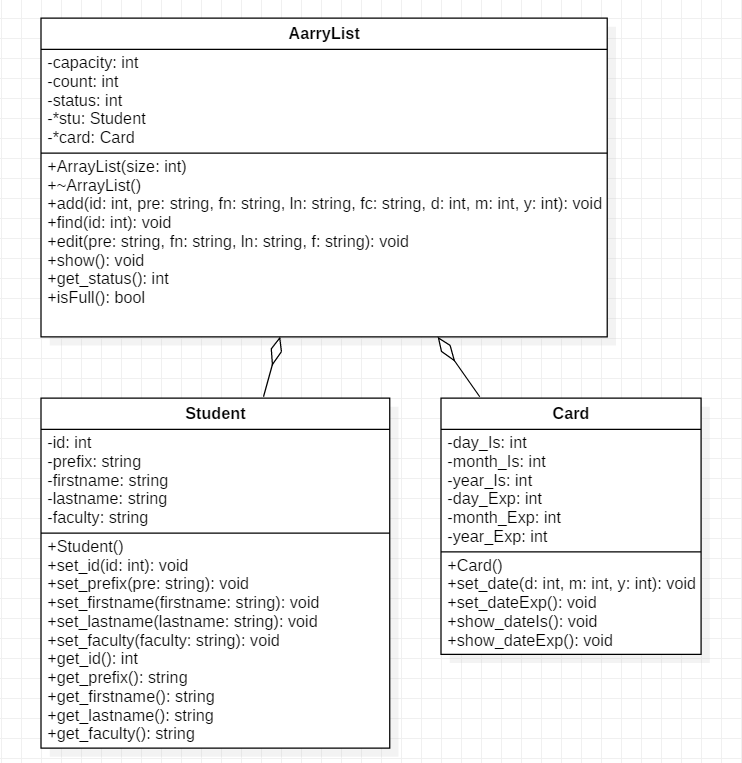 AarryList
-capacity: int
-count: int
-status: int
-*stu: Student
-*card: Card
+ArrayList(size: int)
+~ArrayList()
+add(id: int, pre: string, fn: string, ln: string, fc: string, d: int, m: int, y: int): void
+find(id: int): void
+edit(pre: string, fn: string, ln: string, f: string): void
+show(): void
+get_status(): int
+isFull(): bool
Student
-id: int
-prefix: string
-firstname: string
-lastname: string
-faculty: string
+Student()
+set_id(id: int): void
+set_prefix(pre: string): void
+set_firstname(firstname: string): void
+set_lastname(lastname: string): void
+set_faculty(faculty: string): void
+get_id(): int
+get_prefix(): string
+get_firstname(): string
+get_lastname(): string
+get_faculty(): string
Card
-day_Is: int
-month_Is: int
-year_Is: int
-day_Exp: int
-month_Exp: int
-year_Exp: int
+Card()
+set_date(d: int, m: int, y: int): void
+set_dateExp(): void
+show_dateIs(): void
+show_dateExp(): void